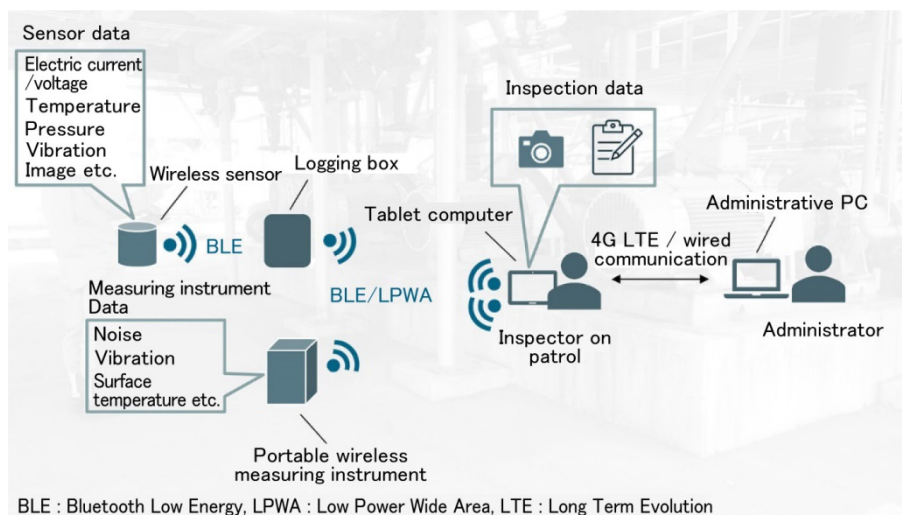 Sensor data
Electric current
/voltage
Temperature
Pressure
Vibration
Image etc.
Wireless sensor
Logging box
BLE
Measuring instrument
Data
Noise
Vibration
Surface
temperature etc.
Portable wireless
measuring instrument
BLE/LPWA
Inspection data
Tablet computer
Inspector on
patrol
4G LTE / wired
communication
Administrative PC
Administrator
BLE : Bluetooth Low Energy, LPWA : Low Power Wide Area, LTE : Long Term Evolution